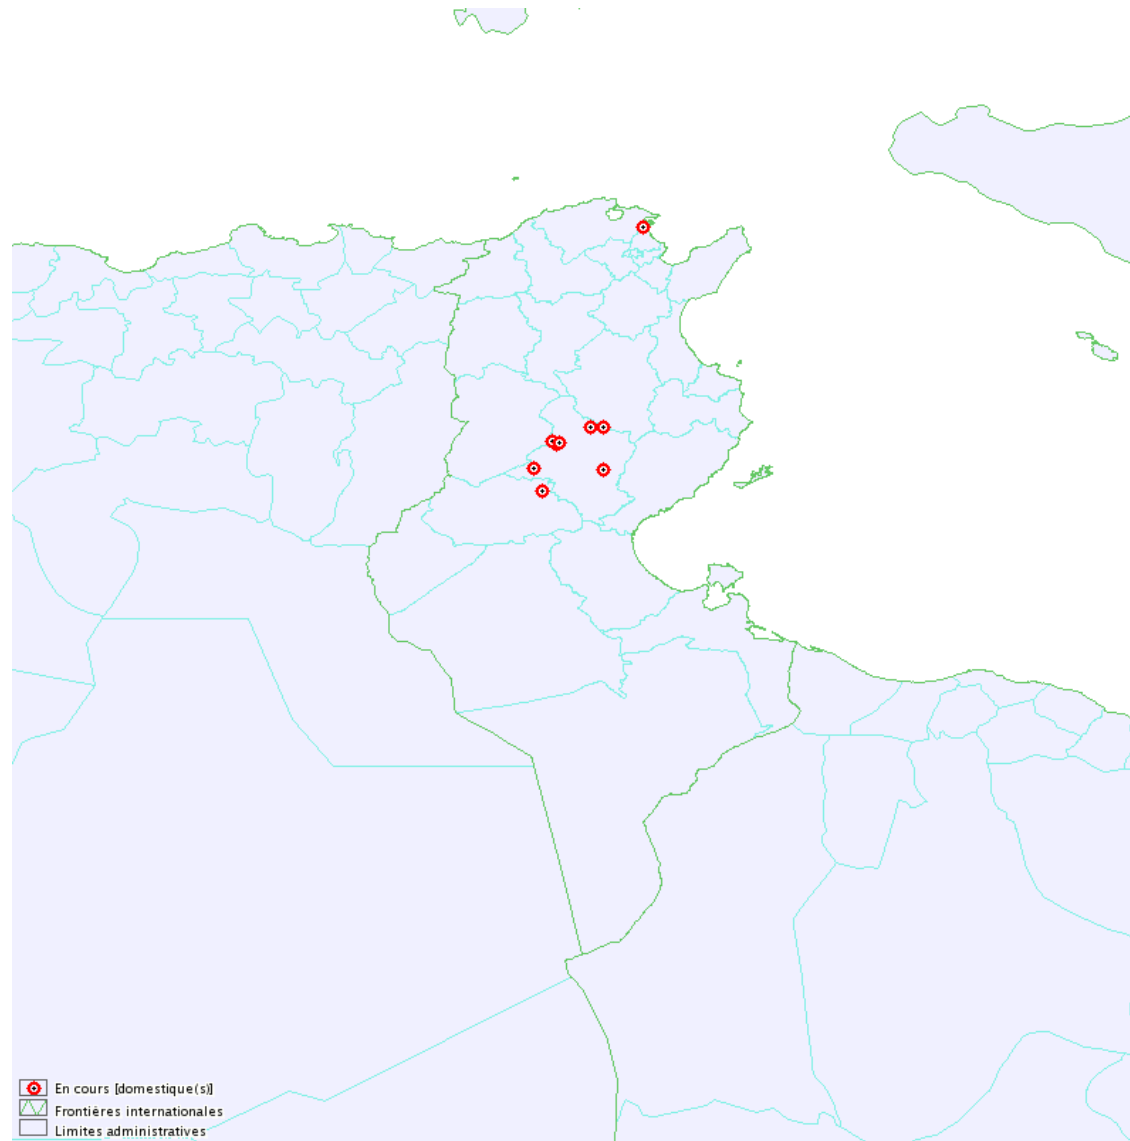 En cours [domestique(s)]
Frontières internationales
Limites administratives